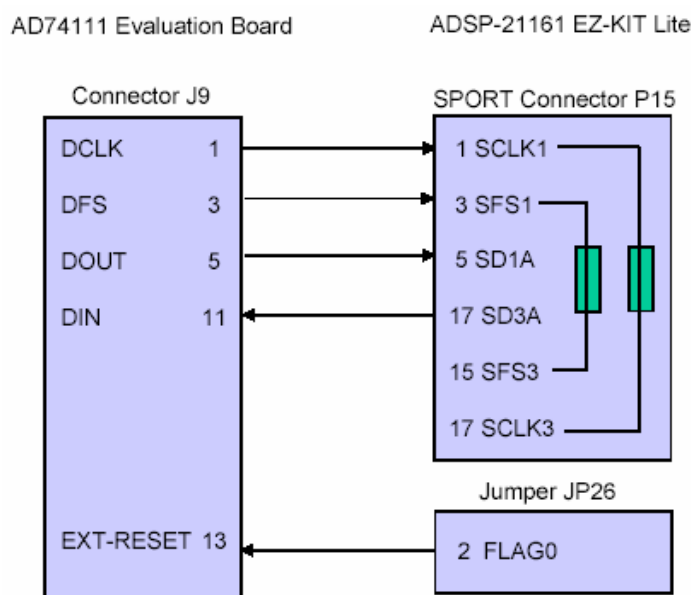 AD74111 Evaluation Board
ADSP-21161 EZ-KIT Lite
Connector J9
SPORT Connector P15
DCLK 1
1 SCLK1
DFS 3
3 SFS1
DOUT 5
5 SD1A
DIN 11
17 SD3A
15 SFS3
17 SCLK3
Jumper JP26
EXT-RESET 13
2 FLAG0